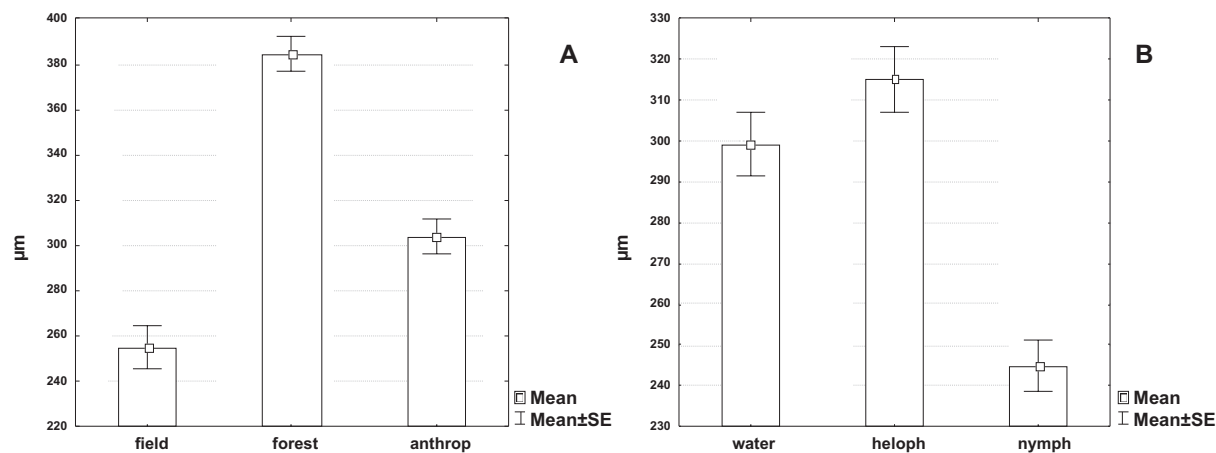 400
380
360
340
320
300
280
260
240
220
µm
field forest anthrop
A
Mean
Mean±SE
330
320
310
300
290
280
270
260
250
240
230
µm
water heloph nymph
B
Mean
Mean±SE